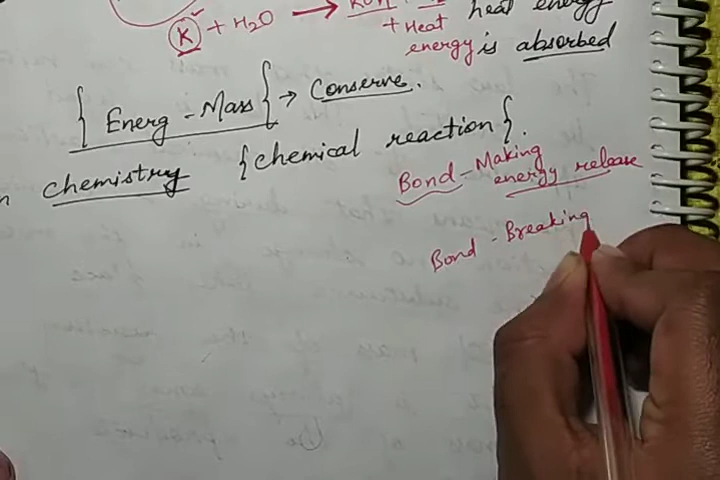 K + H2O → KOH
+ Heat
heat energy
energy is absorbed
{ Energ - Mass } → Conserve.
n chemistry {chemical reaction}.
Bond - Making
energy release
Bond - Breaking